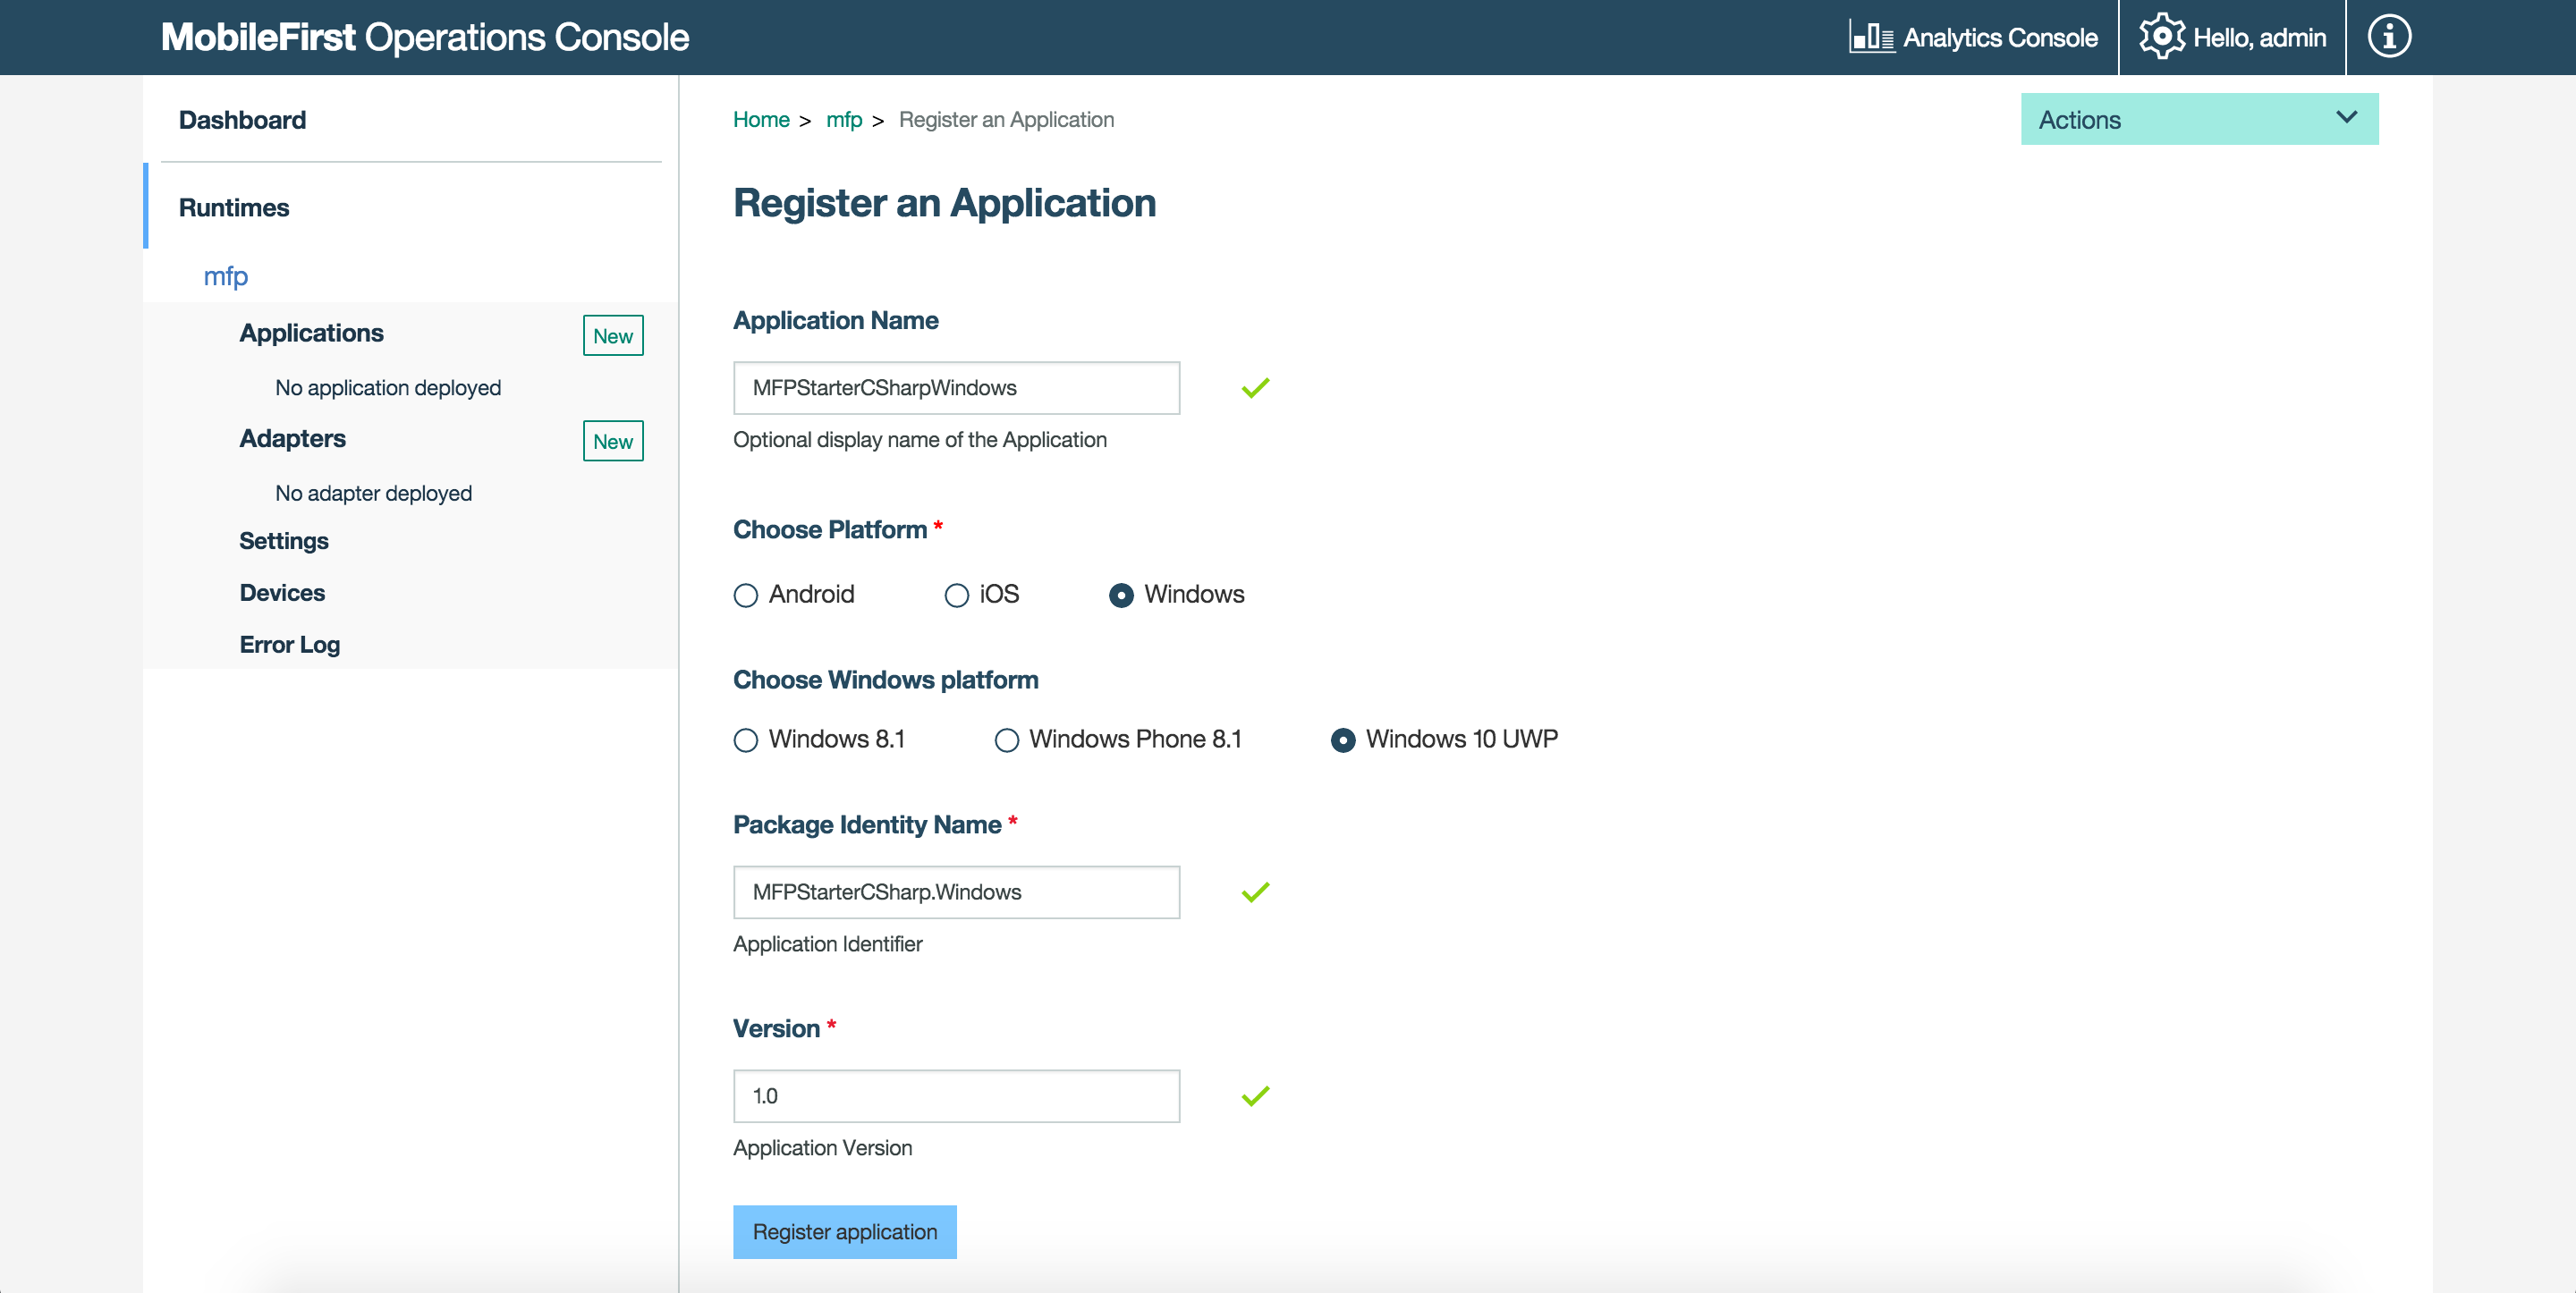 MobileFirst Operations Console
Analytics Console
Hello, admin
Dashboard
Runtimes
mfp
Applications
New
No application deployed
Adapters
New
No adapter deployed
Settings
Devices
Error Log
Home > mfp > Register an Application
Actions
Register an Application
Application Name
MFPStarterCSharpWindows
Optional display name of the Application
Choose Platform *
Android iOS Windows
Choose Windows platform
Windows 8.1 Windows Phone 8.1 Windows 10 UWP
Package Identity Name *
MFPStarterCSharp.Windows
Application Identifier
Version *
1.0
Application Version
Register application